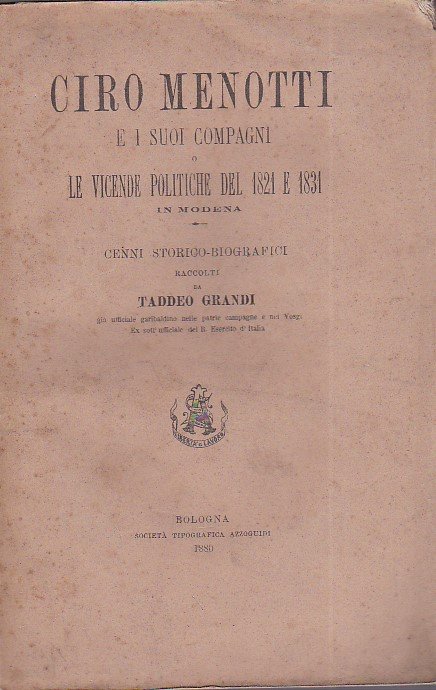 CIRO MENOTTI
E I SUOI COMPAGNI
O
LE VICENDE POLITICHE DEL 1821 E 1831
IN MODENA
CENNI STORICO-BIOGRAFICI
RACCOLTI
DA
TADDEO GRANDI
già ufficiale garibaldino nelle patrie campagne e nei Vosgi
Ex sott'ufficiale del R. Esercito d'Italia
BOLOGNA
SOCIETÀ TIPOGRAFICA AZZOGUIDI
1880